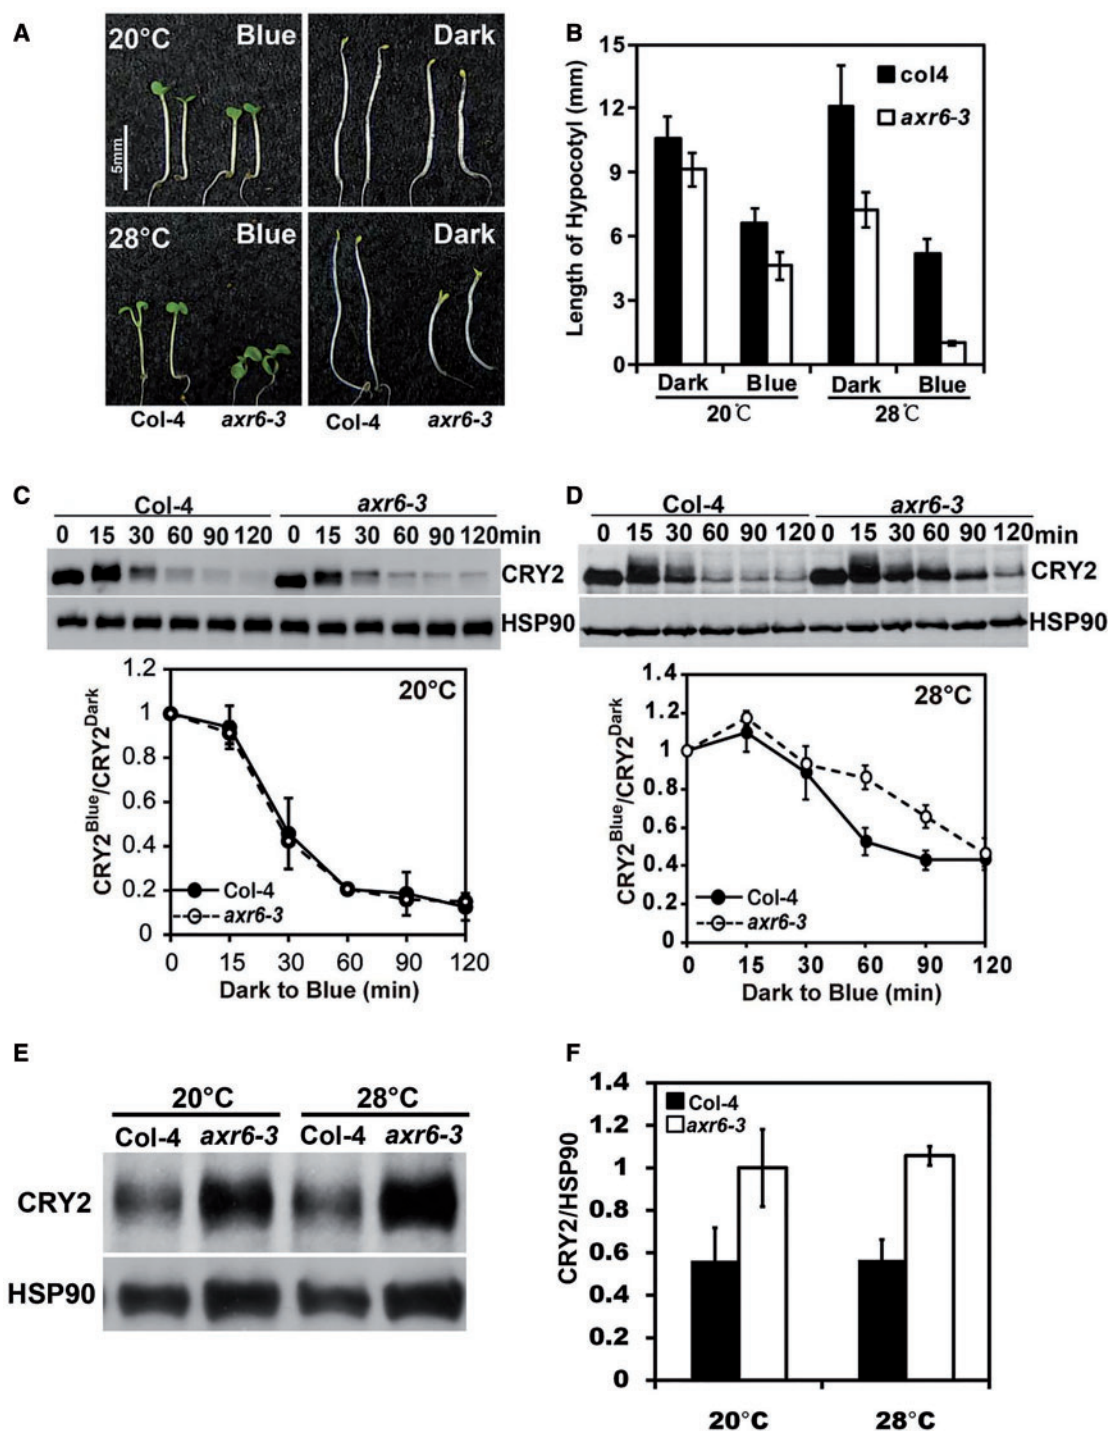 A
20°C Blue Dark
5mm
28°C Blue Dark
Col-4 axr6-3 Col-4 axr6-3
B
15
12
9
6
3
0
Length of Hypocotyl (mm)
col4
axr6-3
Dark Blue Dark Blue
20℃ 28℃
C
Col-4 axr6-3
0 15 30 60 90 120 0 15 30 60 90 120 min
CRY2
HSP90
1.2
1
0.8
0.6
0.4
0.2
0
CRY2Blue/CRY2Dark
20°C
Col-4
axr6-3
0 15 30 60 90 120
Dark to Blue (min)
D
Col-4 axr6-3
0 15 30 60 90 120 0 15 30 60 90 120 min
CRY2
HSP90
1.4
1.2
1
0.8
0.6
0.4
0.2
0
CRY2Blue/CRY2Dark
28°C
Col-4
axr6-3
0 15 30 60 90 120
Dark to Blue (min)
E
20°C 28°C
Col-4 axr6-3 Col-4 axr6-3
CRY2
HSP90
F
1.4
1.2
1
0.8
0.6
0.4
0.2
0
CRY2/HSP90
Col-4
axr6-3
20°C 28°C